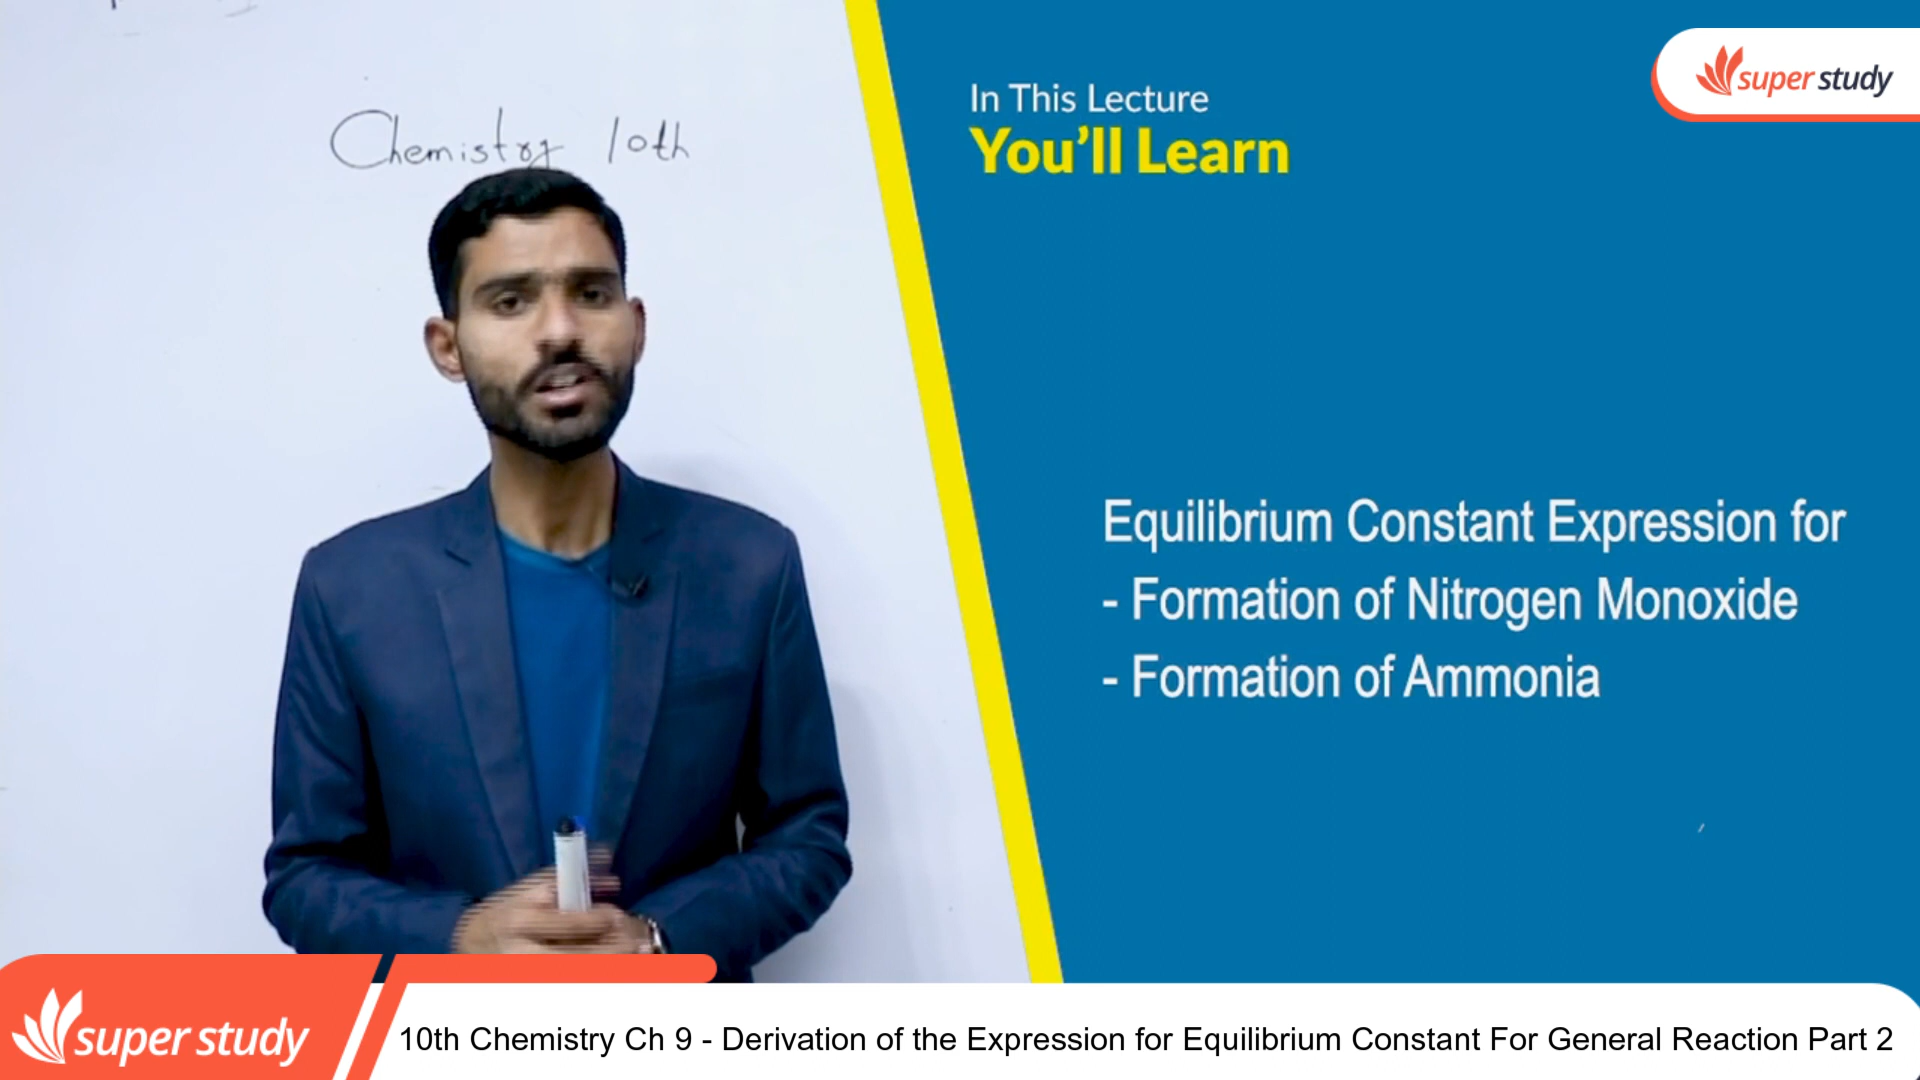 Chemistry 10th
In This Lecture
You'll Learn
super study
Equilibrium Constant Expression for
- Formation of Nitrogen Monoxide
- Formation of Ammonia
super study
10th Chemistry Ch 9 - Derivation of the Expression for Equilibrium Constant For General Reaction Part 2